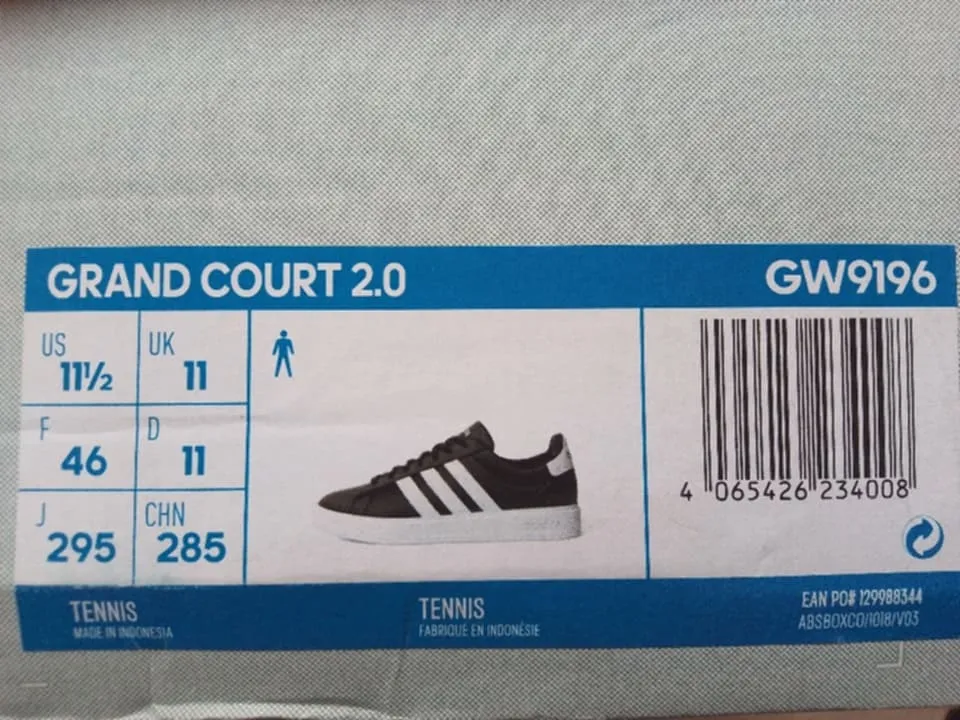 GRAND COURT 2.0 GW9196
US 11½ UK 11
F 46 D 11
J 295 CHN 285
4 065426 234008
TENNIS
MADE IN INDONESIA
TENNIS
FABRIQUE EN INDONÉSIE
EAN PO# 129988344
ABSBOXCO/1018/V03